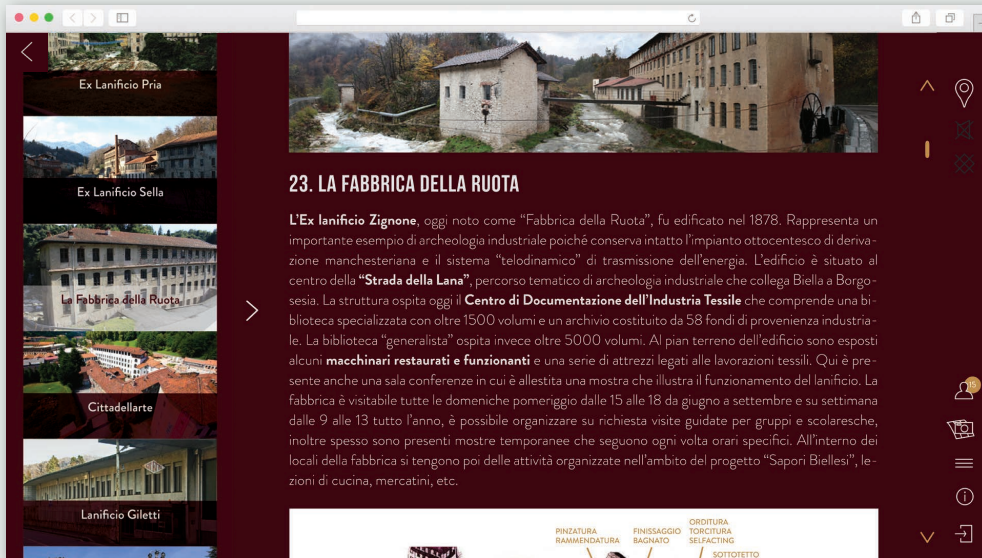 Ex Lanificio Pria
Ex Lanificio Sella
La Fabbrica della Ruota
Cittadellarte
Lanificio Giletti
23. LA FABBRICA DELLA RUOTA
L'Ex lanificio Zignone, oggi noto come “Fabbrica della Ruota”, fu edificato nel 1878. Rappresenta un
importante esempio di archeologia industriale poiché conserva intatto l'impianto ottocentesco di deriva-
zione manchesteriana e il sistema “telodinamico” di trasmissione dell'energia. L'edificio è situato al
centro della “Strada della Lana”, percorso tematico di archeologia industriale che collega Biella a Borgo-
sesia. La struttura ospita oggi il Centro di Documentazione dell'Industria Tessile che comprende una bi-
blioteca specializzata con oltre 1500 volumi e un archivio costituito da 58 fondi di provenienza industria-
le. La biblioteca “generalista” ospita invece oltre 5000 volumi. Al pian terreno dell'edificio sono esposti
alcuni macchinari restaurati e funzionanti e una serie di attrezzi legati alle lavorazioni tessili. Qui è pre-
sente anche una sala conferenze in cui è allestita una mostra che illustra il funzionamento del lanificio. La
fabbrica è visitabile tutte le domeniche pomeriggio dalle 15 alle 18 da giugno a settembre e su settimana
dalle 9 alle 13 tutto l'anno, è possibile organizzare su richiesta visite guidate per gruppi e scolaresche,
inoltre spesso sono presenti mostre temporanee che seguono ogni volta orari specifici. All'interno dei
locali della fabbrica si tengono poi delle attività organizzate nell'ambito del progetto “Sapori Biellesi”, le-
zioni di cucina, mercatini, etc.
PINZATURA
RAMMENDATURA
FINISSAGGIO
BAGNATO
ORDITURA
TORCITURA
SELFACTING
SOTTOTETTO
15